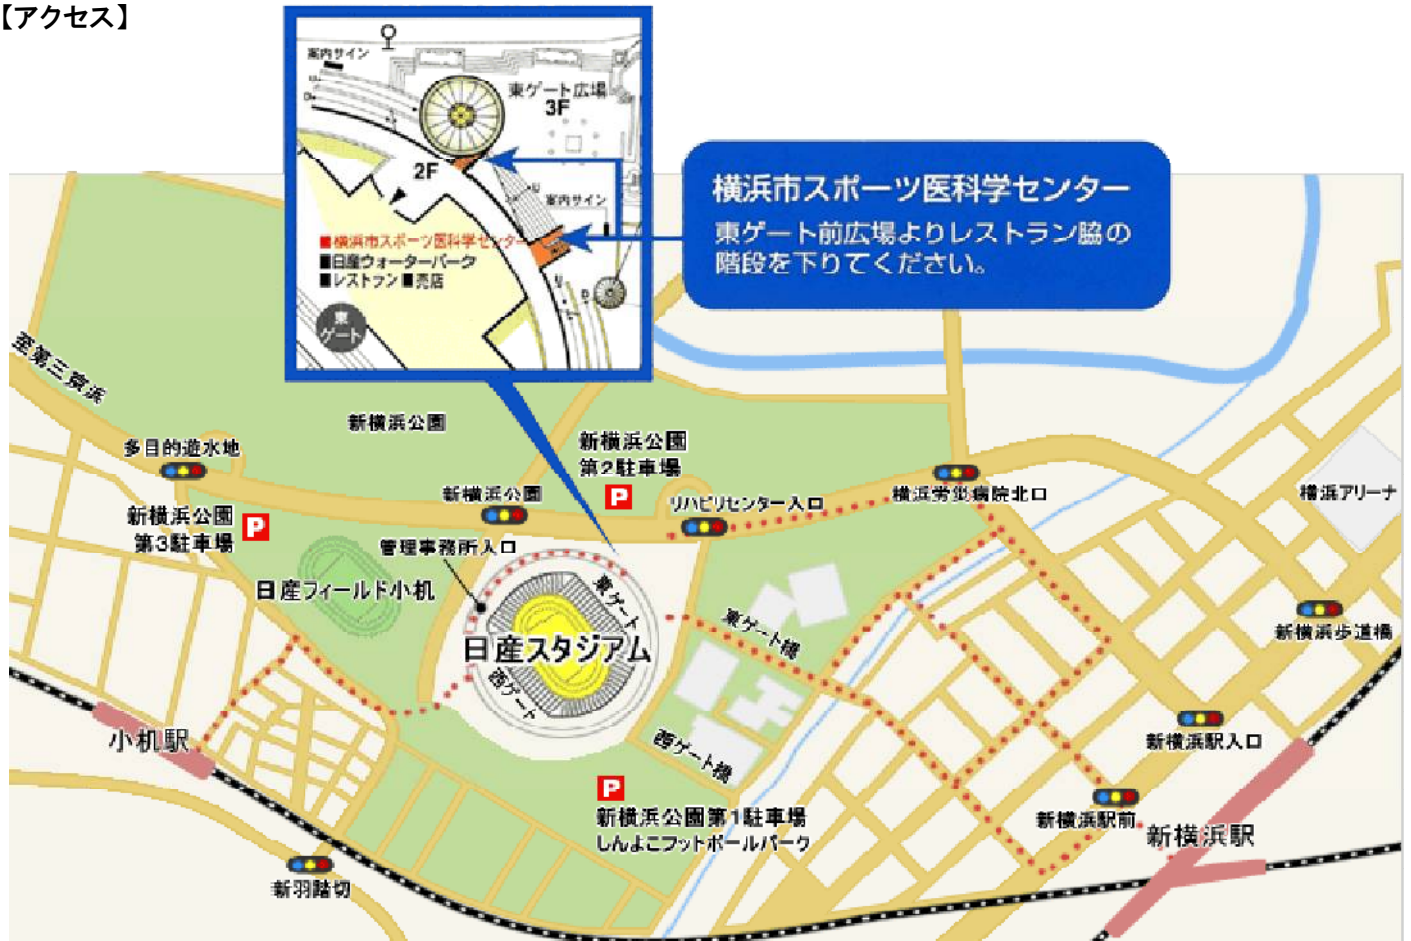 【アクセス】
案内サイン
東ゲート広場
3F
2F
案内サイン
■横浜市スポーツ医科学センター
■日産ウォーターパーク
■レストラン■売店
東
ゲート
横浜市スポーツ医科学センター
東ゲート前広場よりレストラン脇の
階段を下りてください。
至第三京浜
新横浜公園
多目的遊水地
新横浜公園
第2駐車場
P
新横浜公園
リハビリセンター入口
横浜労災病院北口
横浜アリーナ
新横浜公園
第3駐車場
P
管理事務所入口
日産フィールド小机
東ゲート
日産スタジアム
西ゲート
東ゲート橋
新横浜歩道橋
小机駅
西ゲート橋
新横浜駅入口
P
新横浜公園第1駐車場
しんよこフットボールパーク
新横浜駅前
新横浜駅
新羽踏切